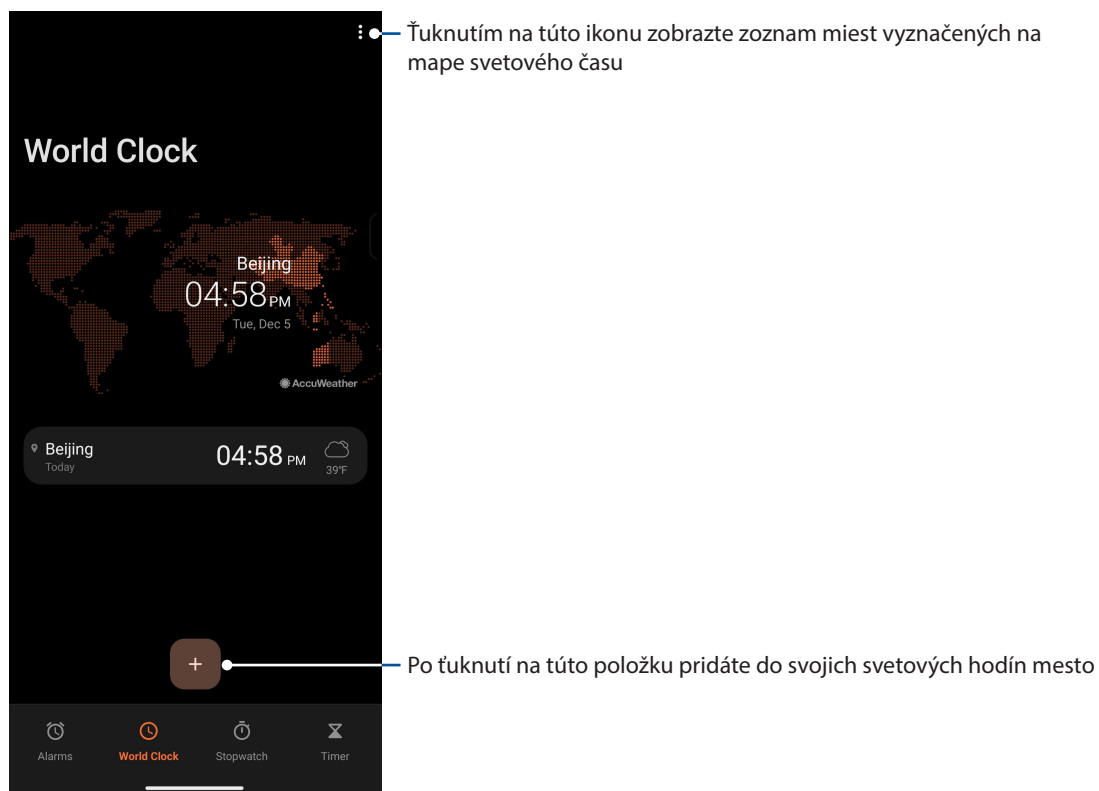 Ťuknutím na túto ikonu zobrazte zoznam miest vyznačených na
mape svetového času
World Clock
Beijing
04:58 PM
Tue, Dec 5
AccuWeather
Beijing
Today
04:58 PM
39°F
+
Po ťuknutí na túto položku pridáte do svojich svetových hodín mesto
Alarms
World Clock
Stopwatch
Timer